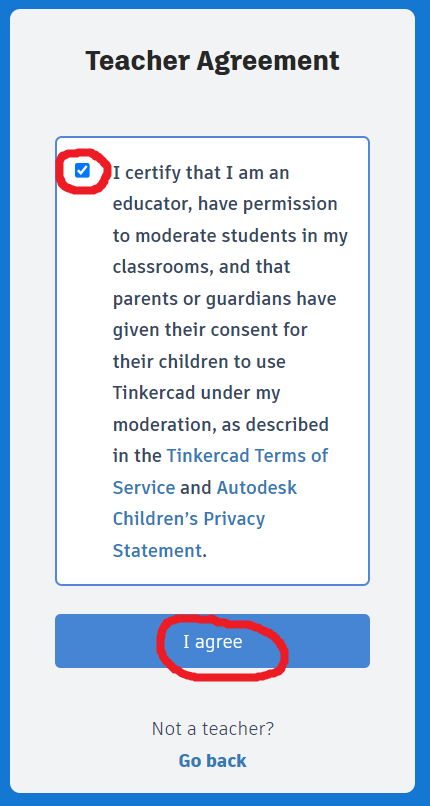 Teacher Agreement
I certify that I am an
educator, have permission
to moderate students in my
classrooms, and that
parents or guardians have
given their consent for
their children to use
Tinkercad under my
moderation, as described
in the Tinkercad Terms of
Service and Autodesk
Children’s Privacy
Statement.
I agree
Not a teacher?
Go back